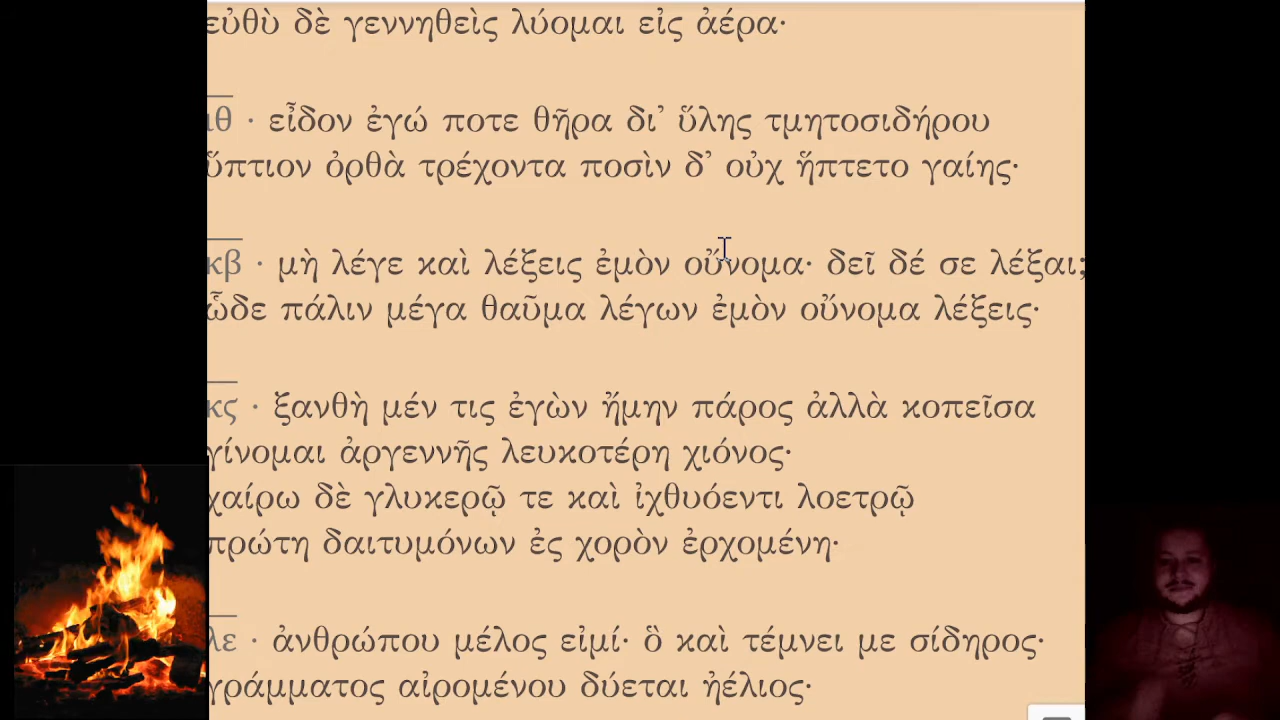 εὐθὺ δὲ γεννηθεὶς λύομαι εἰς ἀέρα·
ιθ · εἶδον ἐγώ ποτε θῆρα δι’ ὕλης τμητοσιδήρου
ὕπτιον ὀρθὰ τρέχοντα ποσὶν δ’ οὐχ ἥπτετο γαίης·
κβ · μὴ λέγε καὶ λέξεις ἐμὸν οὔνομα· δεῖ δέ σε λέξαι;
ὧδε πάλιν μέγα θαῦμα λέγων ἐμὸν οὔνομα λέξεις·
κϛ · ξανθὴ μέν τις ἐγὼν ἤμην πάρος ἀλλὰ κοπεῖσα
γίνομαι ἀργεννῆς λευκοτέρη χιόνος·
χαίρω δὲ γλυκερῷ τε καὶ ἰχθυόεντι λοετρῷ
πρώτη δαιτυμόνων ἐς χορὸν ἐρχομένη·
λε · ἀνθρώπου μέλος εἰμί· ὃ καὶ τέμνει με σίδηρος·
γράμματος αἰρομένου δύεται ἠέλιος·